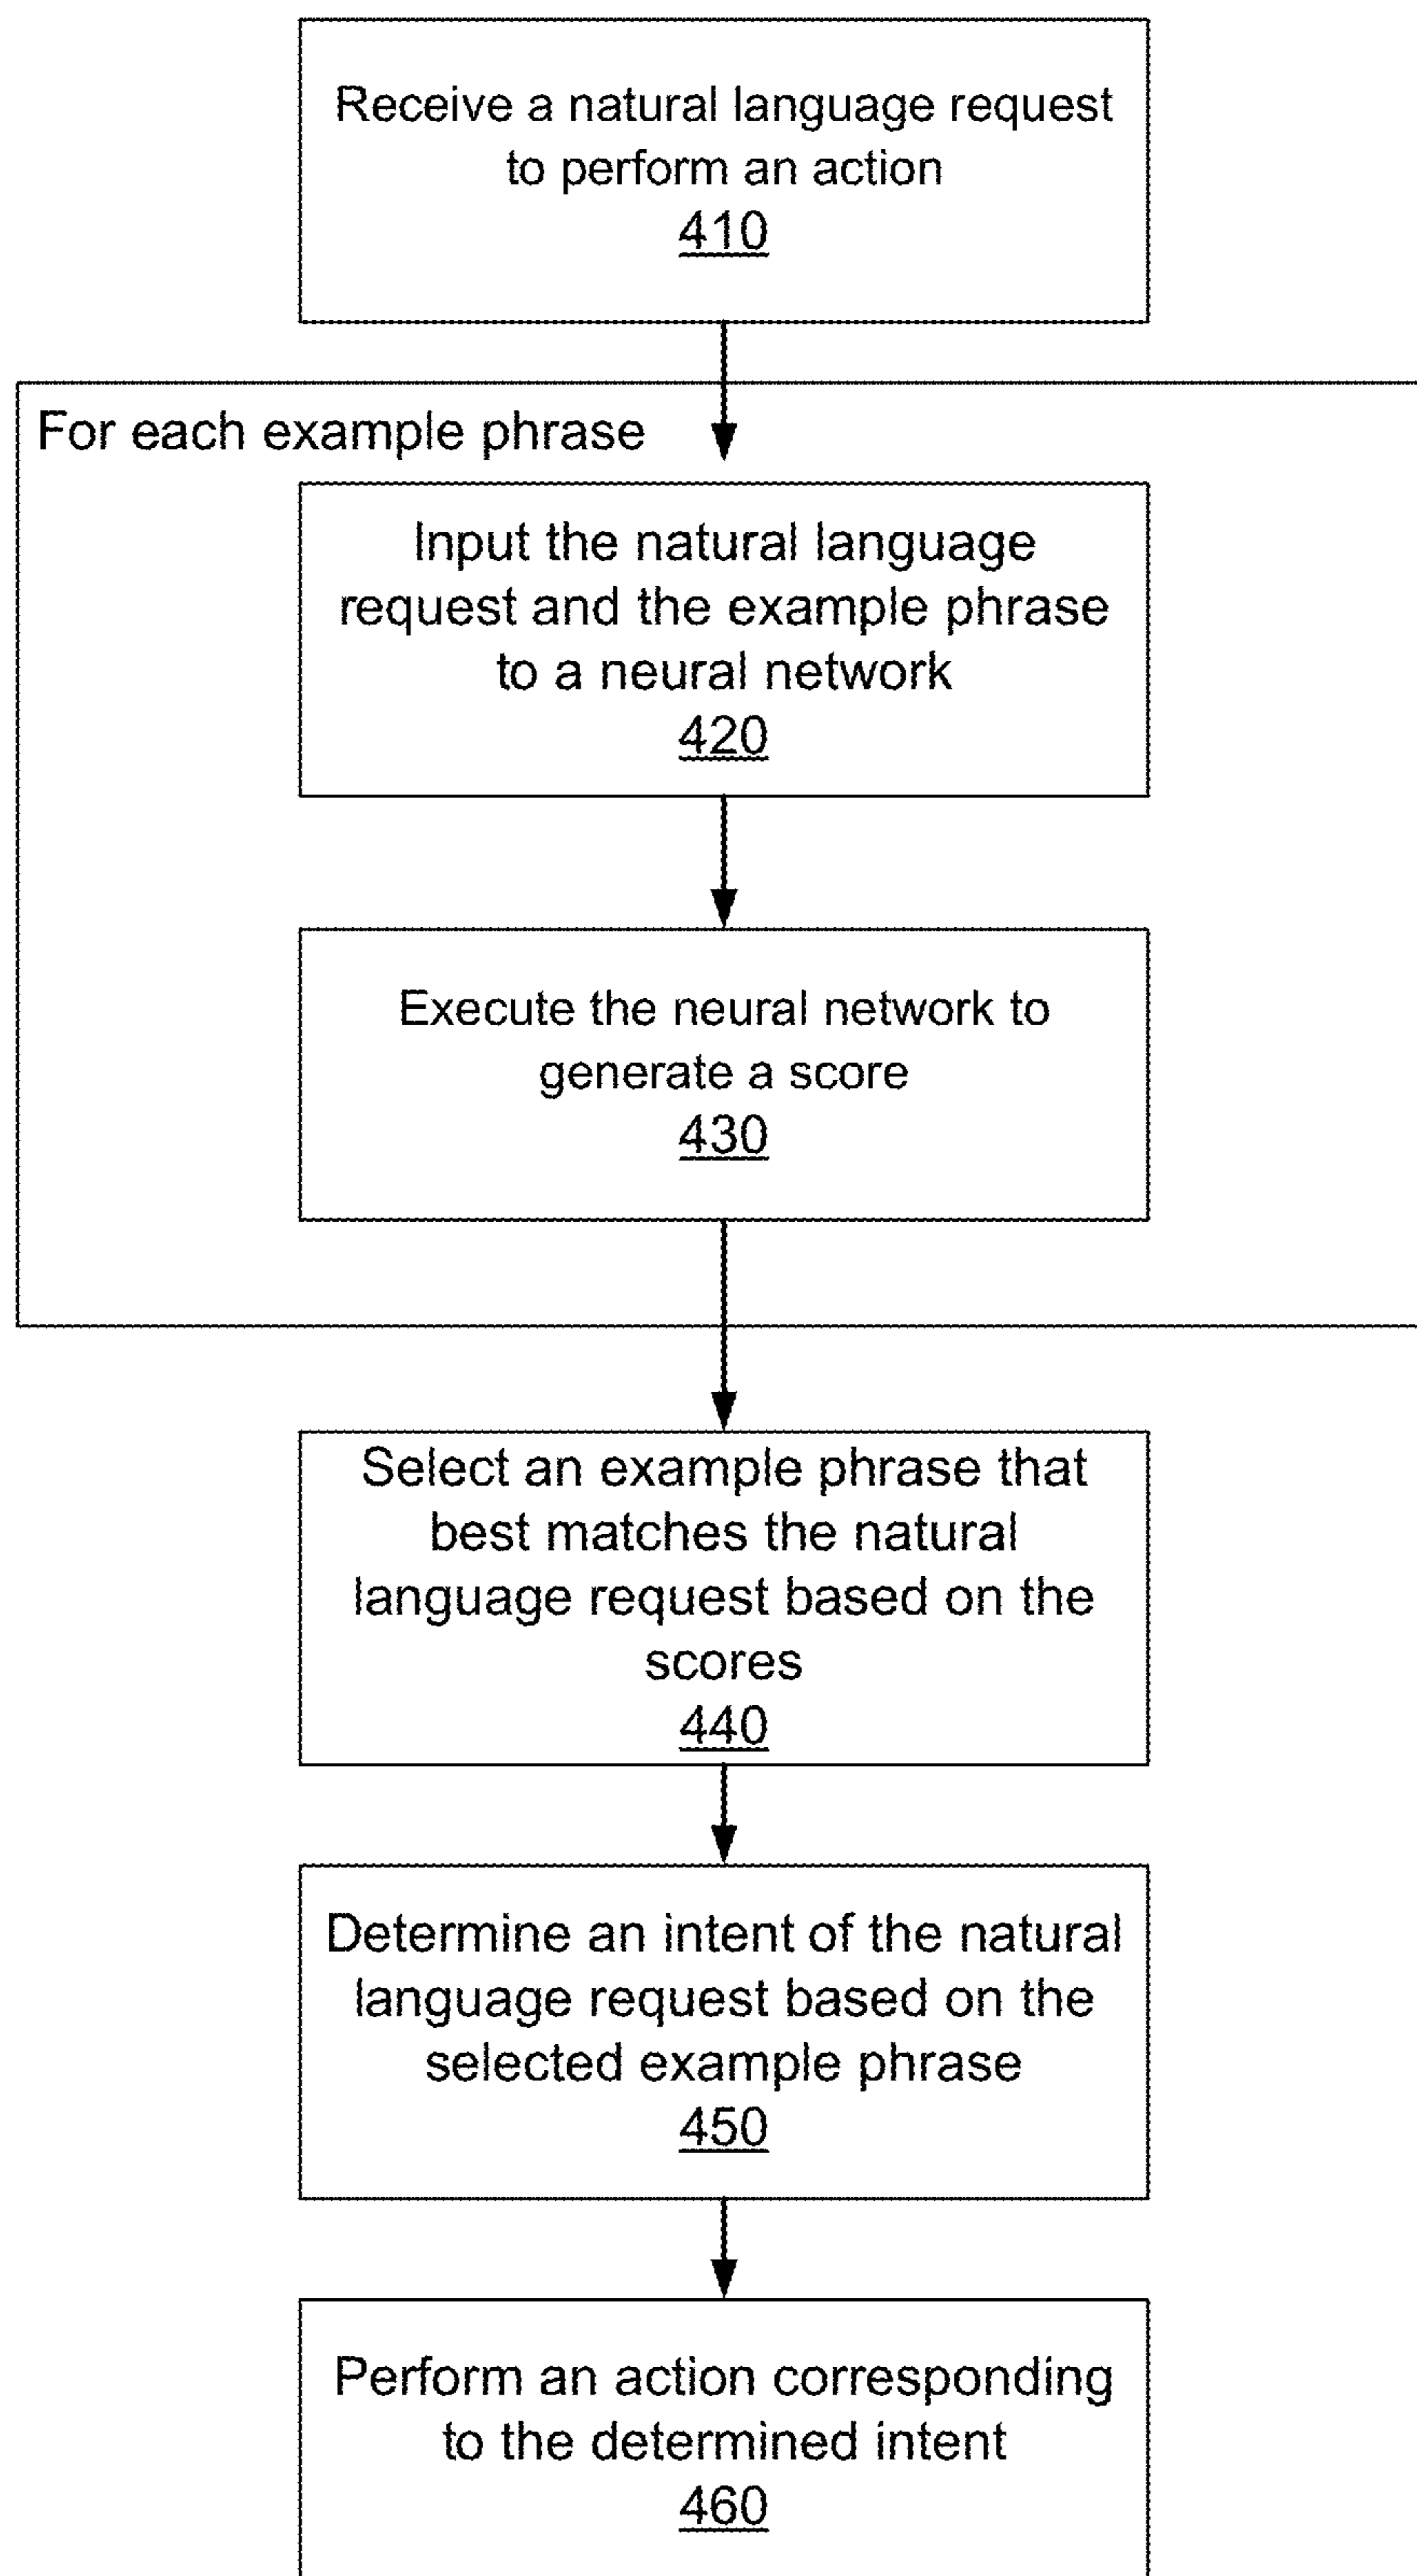 Receive a natural language request
to perform an action
410
For each example phrase
Input the natural language
request and the example phrase
to a neural network
420
Execute the neural network to
generate a score
430
Select an example phrase that
best matches the natural
language request based on the
scores
440
Determine an intent of the natural
language request based on the
selected example phrase
450
Perform an action corresponding
to the determined intent
460